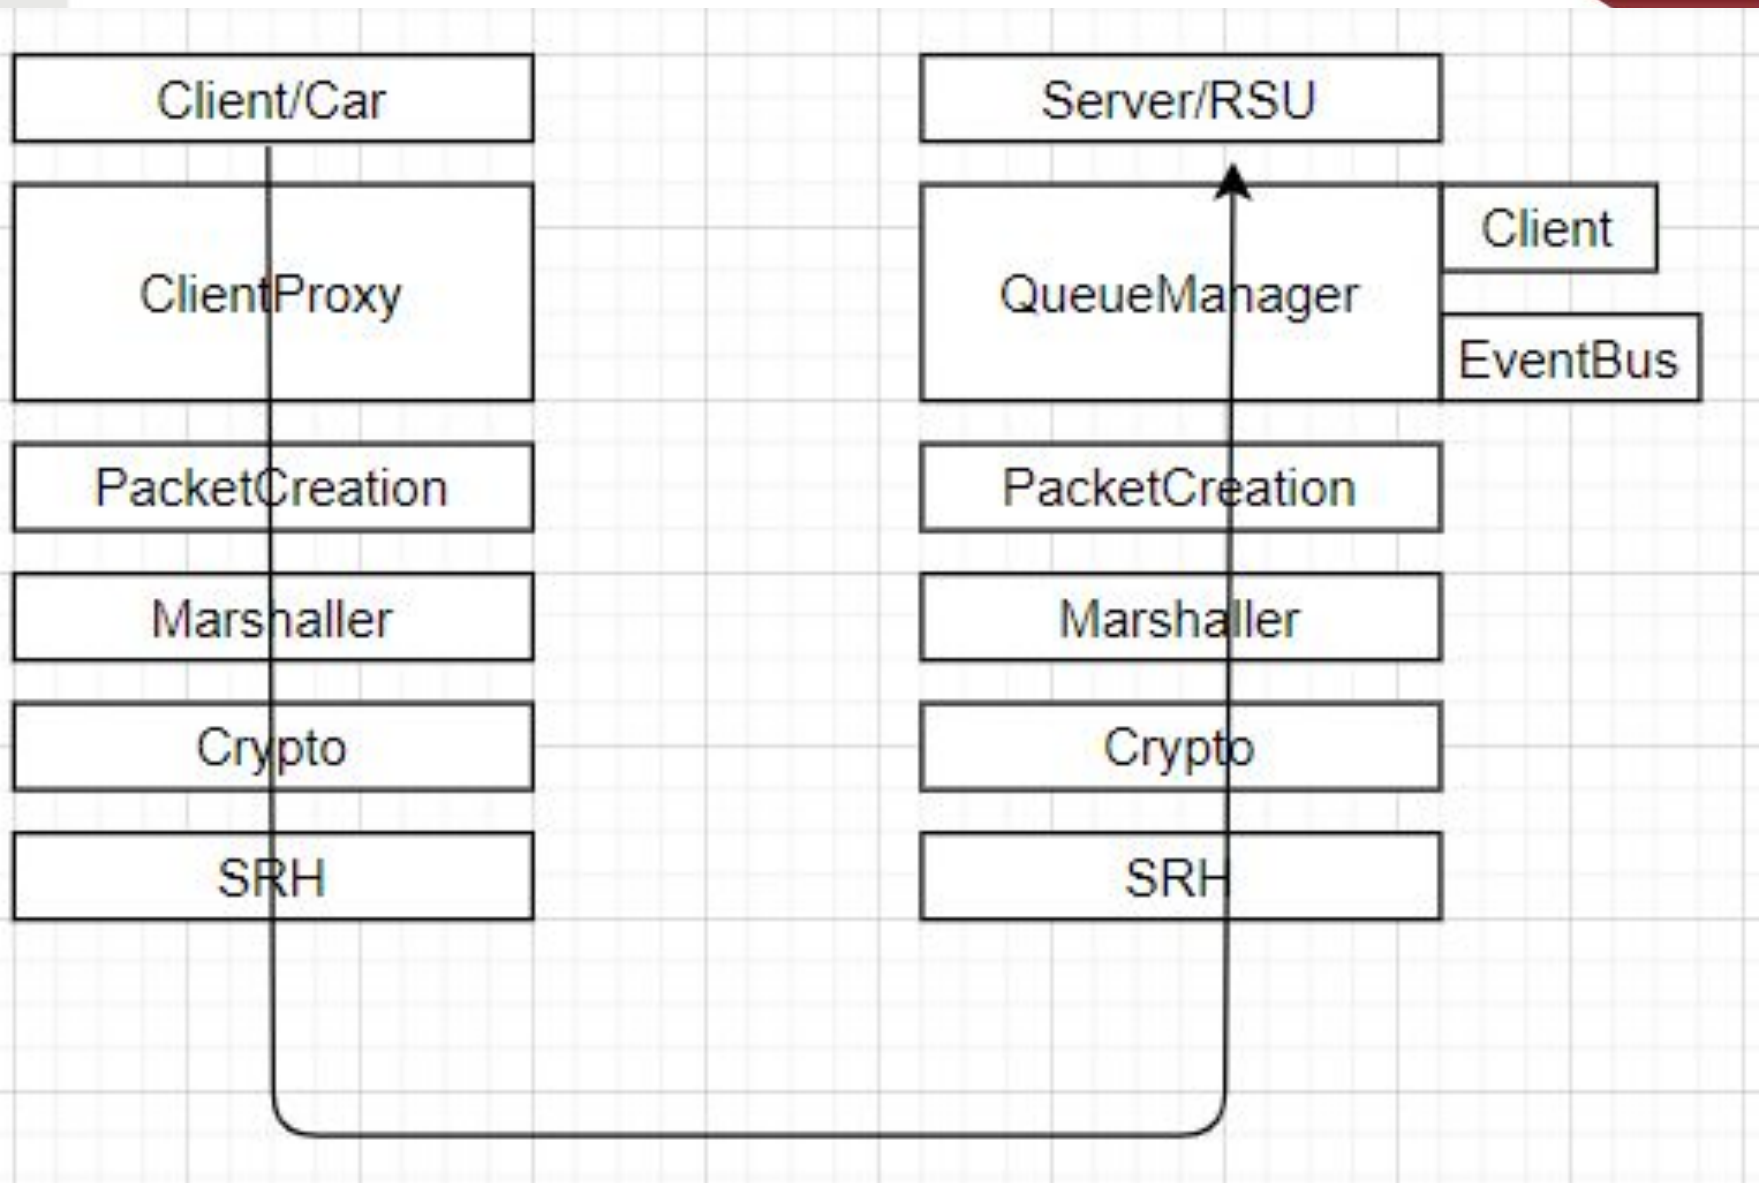 Client/Car
ClientProxy
PacketCreation
Marshaller
Crypto
SRH
Server/RSU
QueueManager
Client
EventBus
PacketCreation
Marshaller
Crypto
SRH